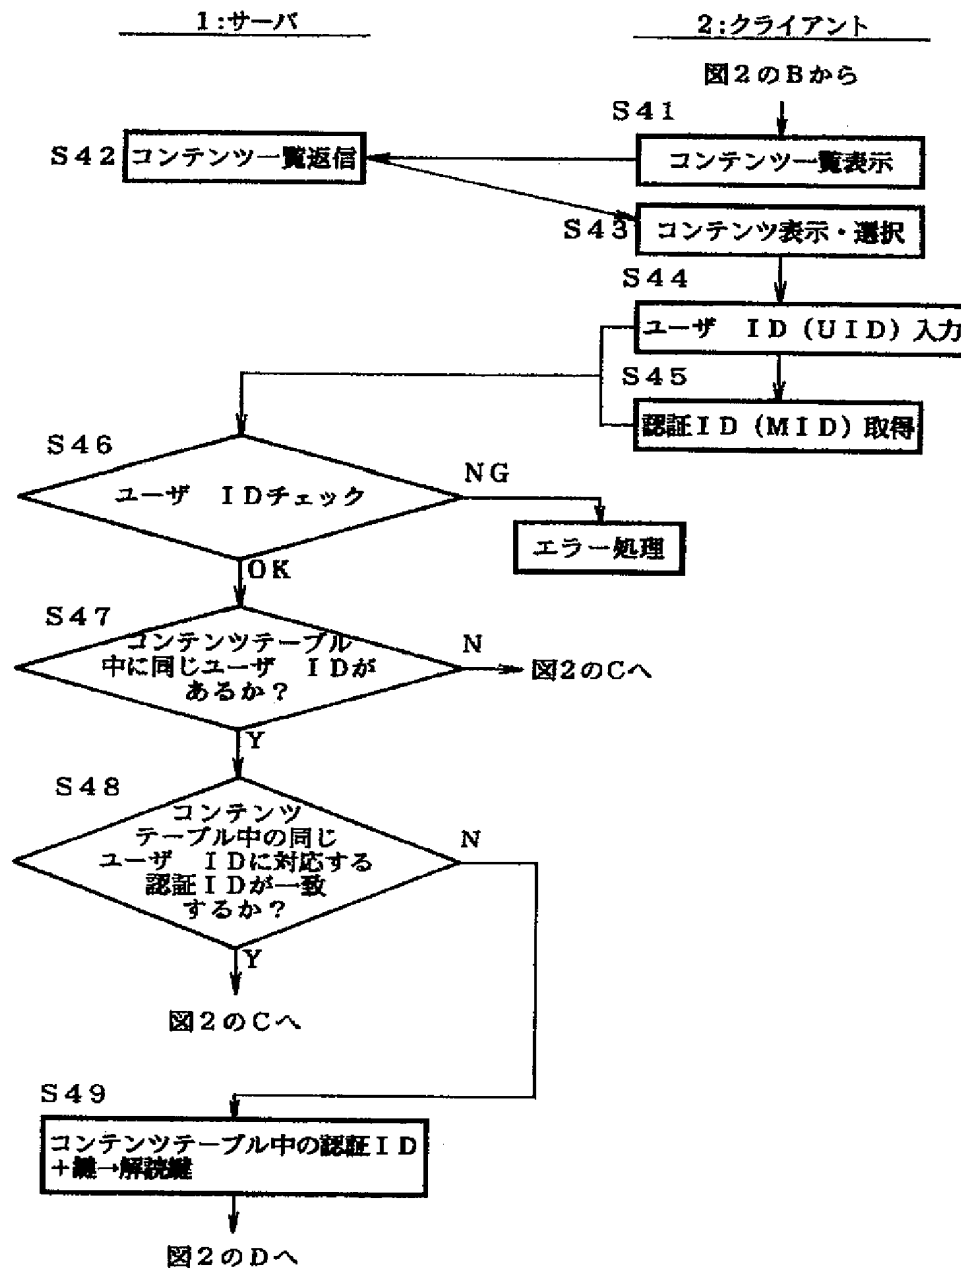 1:サーバ
2:クライアント
図2のBから
S41
コンテンツ一覧表示
S42
コンテンツ一覧返信
S43
コンテンツ表示・選択
S44
ユーザ ID(UID)入力
S45
認証ID(MID)取得
S46
ユーザ IDチェック
NG
エラー処理
OK
S47
コンテンツテーブル
中に同じユーザ IDが
あるか?
N
図2のCへ
Y
S48
コンテンツ
テーブル中の同じ
ユーザ IDに対応する
認証IDが一致
するか?
N
Y
図2のCへ
S49
コンテンツテーブル中の認証ID
+鍵→解読鍵
図2のDへ